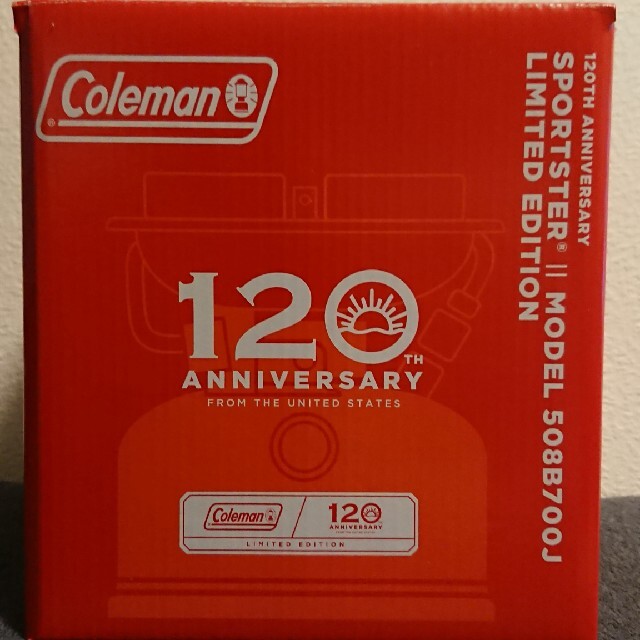 Coleman®
120TH ANNIVERSARY
SPORTSTER® II MODEL 508B700J
LIMITED EDITION
120TH
ANNIVERSARY
FROM THE UNITED STATES
Coleman
120
ANNIVERSARY
LIMITED EDITION